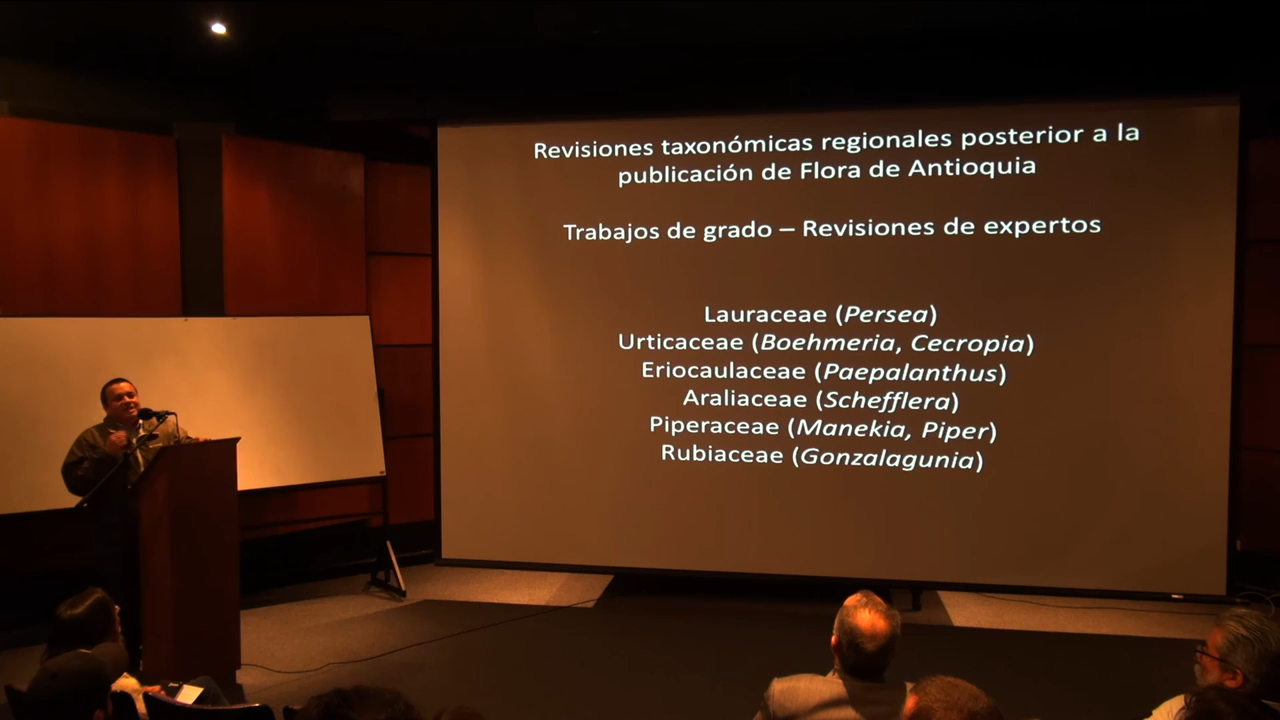 Revisiones taxonómicas regionales posterior a la
publicación de Flora de Antioquia
Trabajos de grado – Revisiones de expertos
Lauraceae (Persea)
Urticaceae (Boehmeria, Cecropia)
Eriocaulaceae (Paepalanthus)
Araliaceae (Schefflera)
Piperaceae (Manekia, Piper)
Rubiaceae (Gonzalagunia)